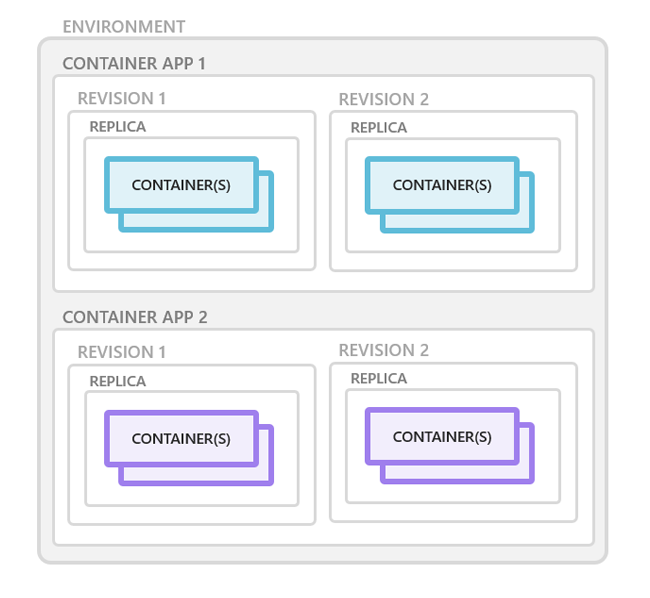 ENVIRONMENT
CONTAINER APP 1
REVISION 1
REVISION 2
REPLICA
REPLICA
CONTAINER(S)
CONTAINER(S)
CONTAINER APP 2
REVISION 1
REVISION 2
REPLICA
REPLICA
CONTAINER(S)
CONTAINER(S)